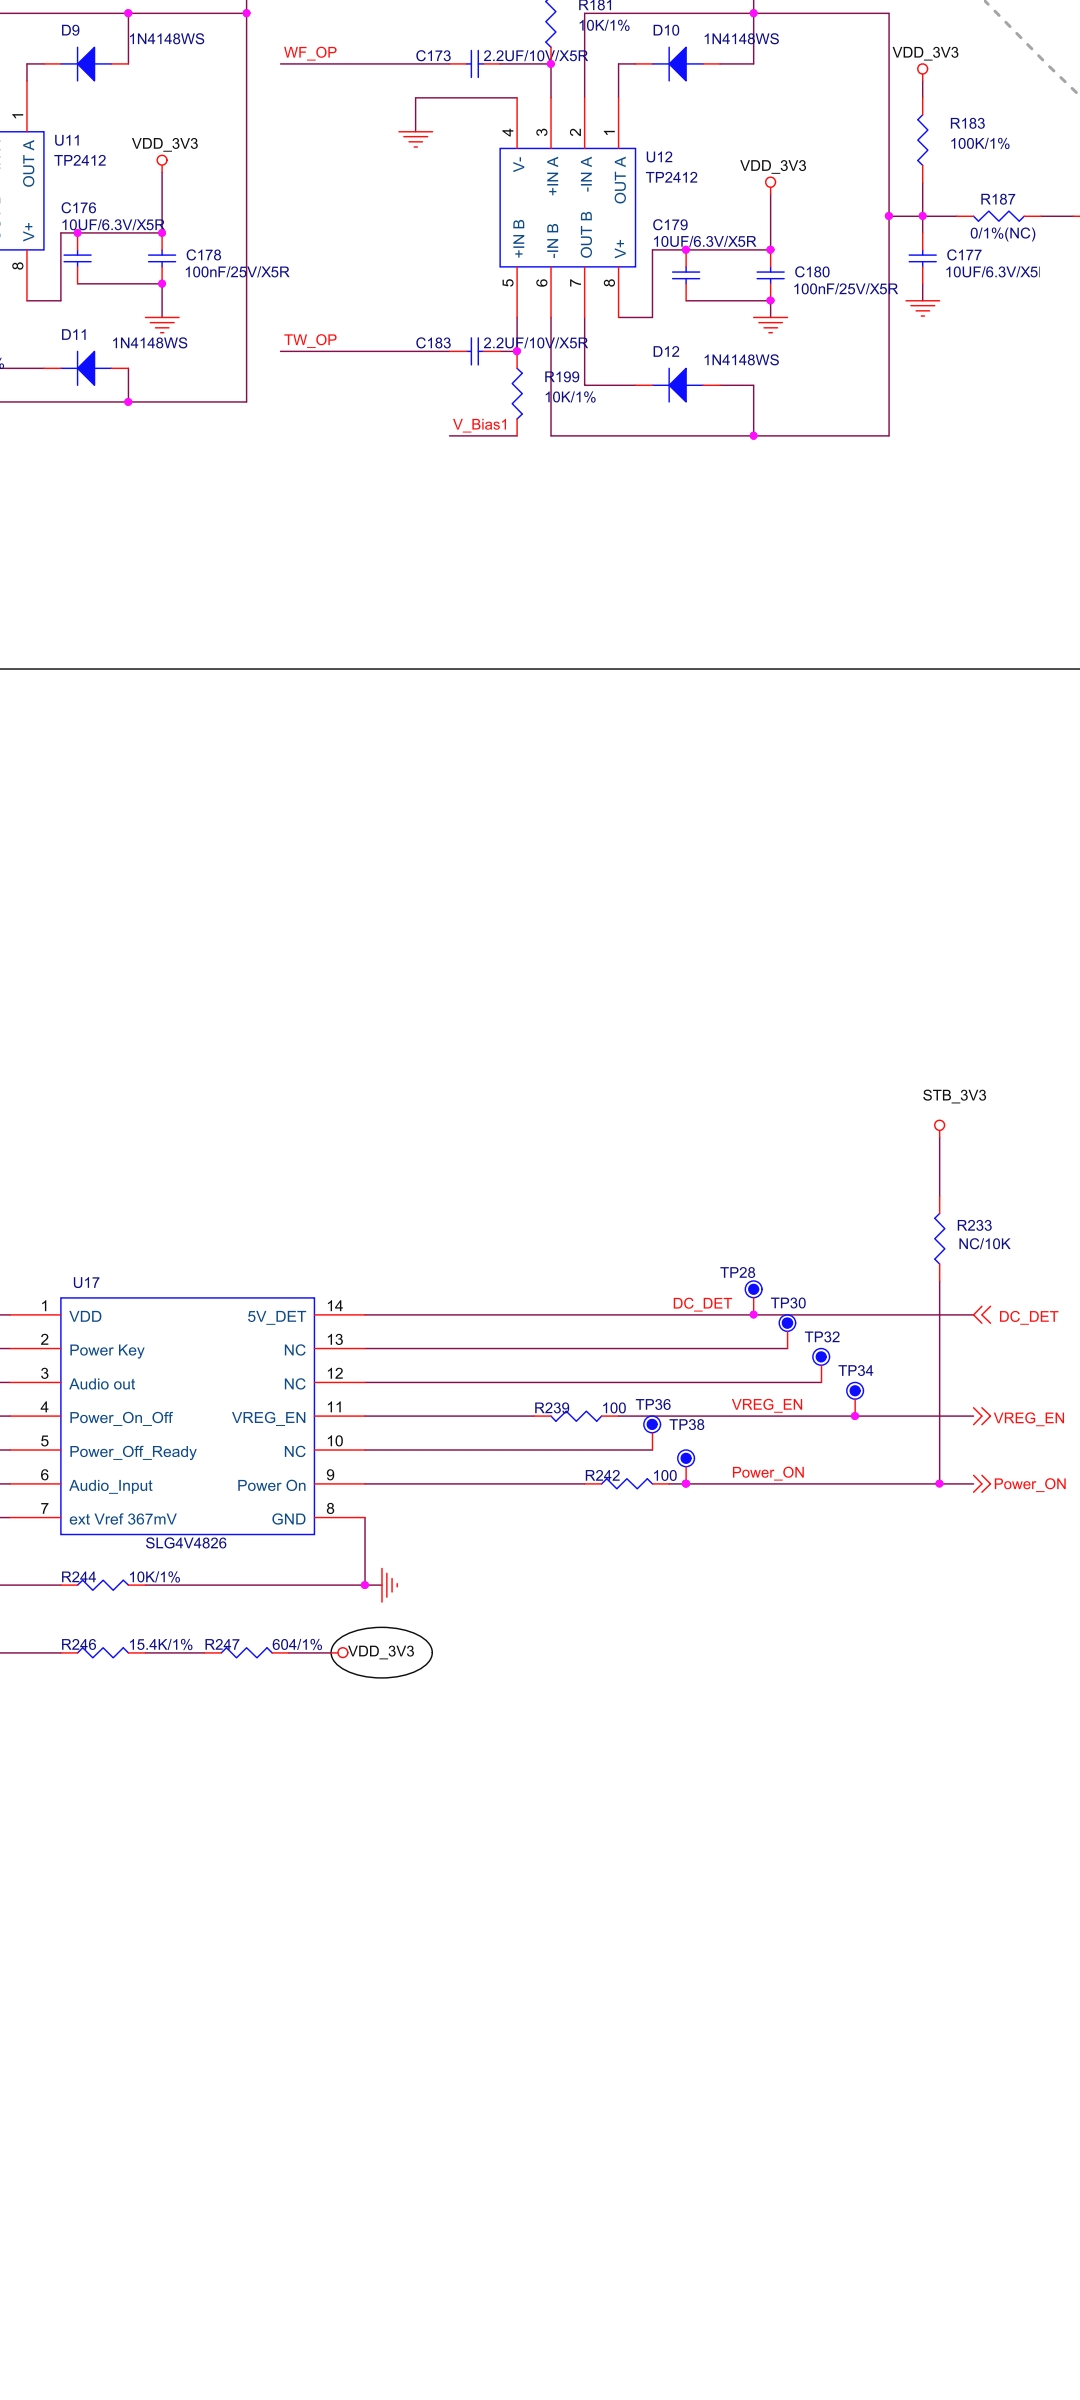 R181
10K/1%
D9
1N4148WS
D10
1N4148WS
WF_OP
C173
2.2UF/10V/X5R
VDD_3V3
R183
100K/1%
1
U11
TP2412
OUT A
V+
8
VDD_3V3
C176
10UF/6.3V/X5R
C178
100nF/25V/X5R
4
3
2
1
V-
+IN A
-IN A
OUT A
U12
TP2412
+IN B
-IN B
OUT B
V+
5
6
7
8
VDD_3V3
C179
10UF/6.3V/X5R
C180
100nF/25V/X5R
R187
0/1%(NC)
C177
10UF/6.3V/X5
D11
1N4148WS
TW_OP
C183
2.2UF/10V/X5R
R199
10K/1%
V_Bias1
D12
1N4148WS
STB_3V3
R233
NC/10K
U17
TP28
DC_DET
TP30
TP32
TP34
TP36
TP38
1 VDD 5V_DET 14
DC_DET
2 Power Key NC 13
3 Audio out NC 12
4 Power_On_Off VREG_EN 11
R239 100
VREG_EN
VREG_EN
5 Power_Off_Ready NC 10
6 Audio_Input Power On 9
R242 100
Power_ON
Power_ON
7 ext Vref 367mV GND 8
SLG4V4826
R244 10K/1%
R246 15.4K/1% R247 604/1% VDD_3V3